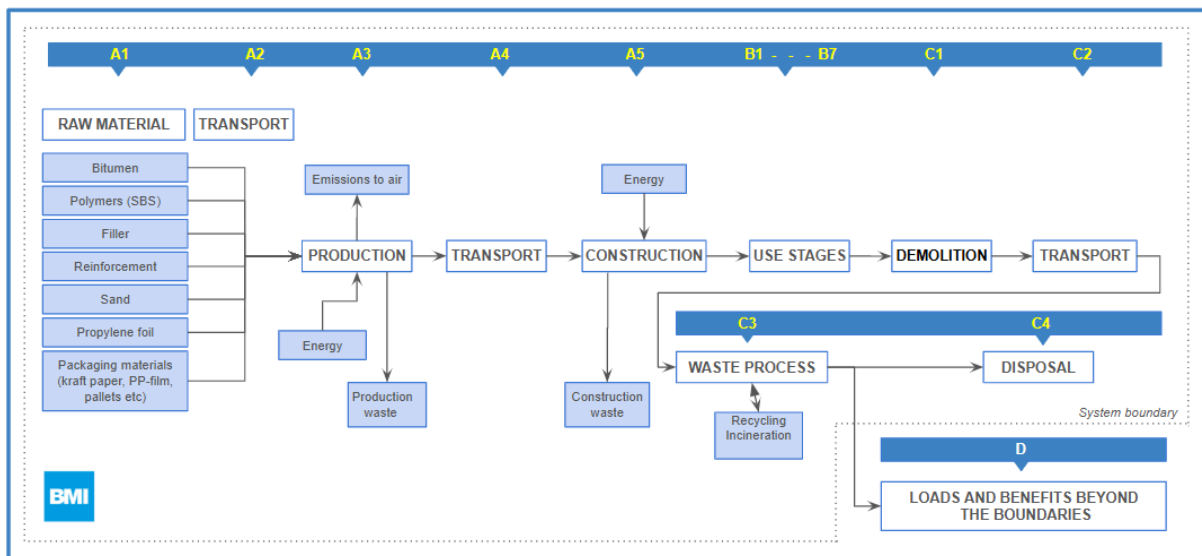 A1 A2 A3 A4 A5 B1 - - - B7 C1 C2
RAW MATERIAL TRANSPORT
Bitumen
Polymers (SBS)
Filler
Reinforcement
Sand
Propylene foil
Packaging materials
(kraft paper, PP-film,
pallets etc)
Emissions to air
Energy
PRODUCTION TRANSPORT CONSTRUCTION USE STAGES DEMOLITION TRANSPORT
Energy
Production
waste
Construction
waste
C3 C4
WASTE PROCESS DISPOSAL
Recycling
Incineration
System boundary
D
LOADS AND BENEFITS BEYOND
THE BOUNDARIES
BMI